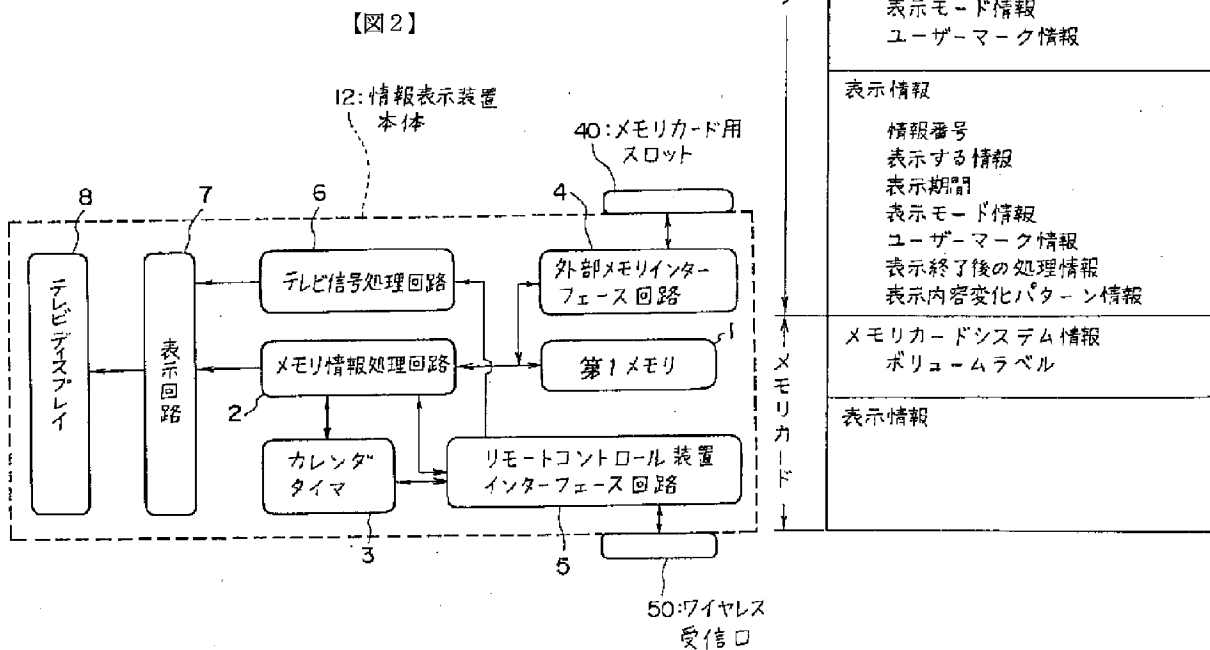 【図2】
12:情報表示装置
本体
40:メモリカード用
スロット
8
7
6
4
テレビディスプレイ
表示回路
テレビ信号処理回路
外部メモリインター
フェース回路
メモリ情報処理回路
第1メモリ
1
2
カレンダ
タイマ
リモートコントロール装置
インターフェース回路
3
5
50:ワイヤレス
受信口
表示モード情報
ユーザーマーク情報
表示情報
情報番号
表示する情報
表示期間
表示モード情報
ユーザーマーク情報
表示終了後の処理情報
表示内容変化パターン情報
メモリカード
メモリカードシステム情報
ボリュームラベル
表示情報